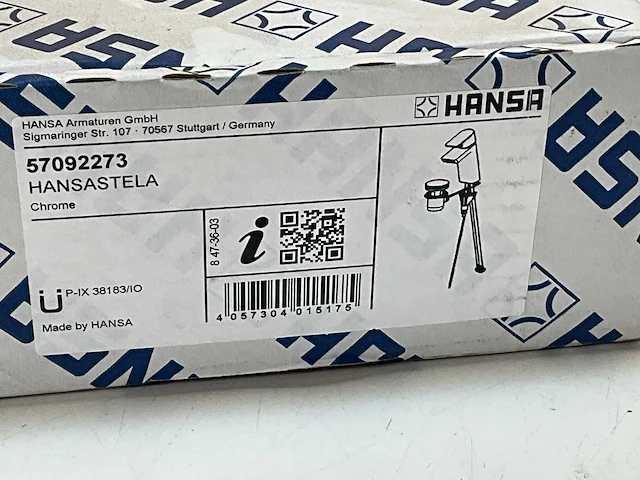 HANSA Armaturen GmbH
Sigmaringer Str. 107 · 70567 Stuttgart / Germany
HANSA
57092273
HANSASTELA
Chrome
8 47-36-03
i
Ü P-IX 38183/IO
Made by HANSA
4 057304 015175
HANSA